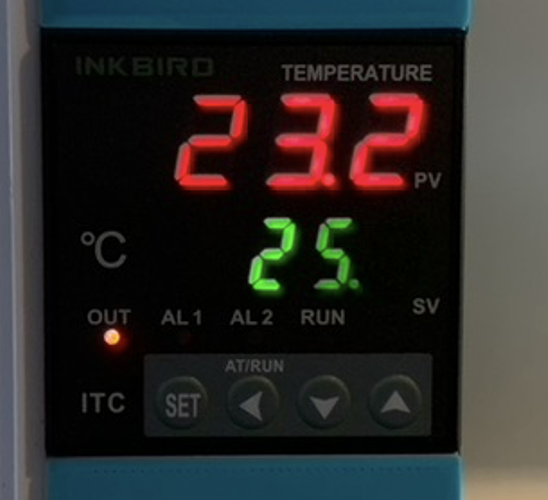 INKBIRD
TEMPERATURE
23.2
PV
°C
25.
SV
OUT AL1 AL2 RUN
AT/RUN
ITC SET